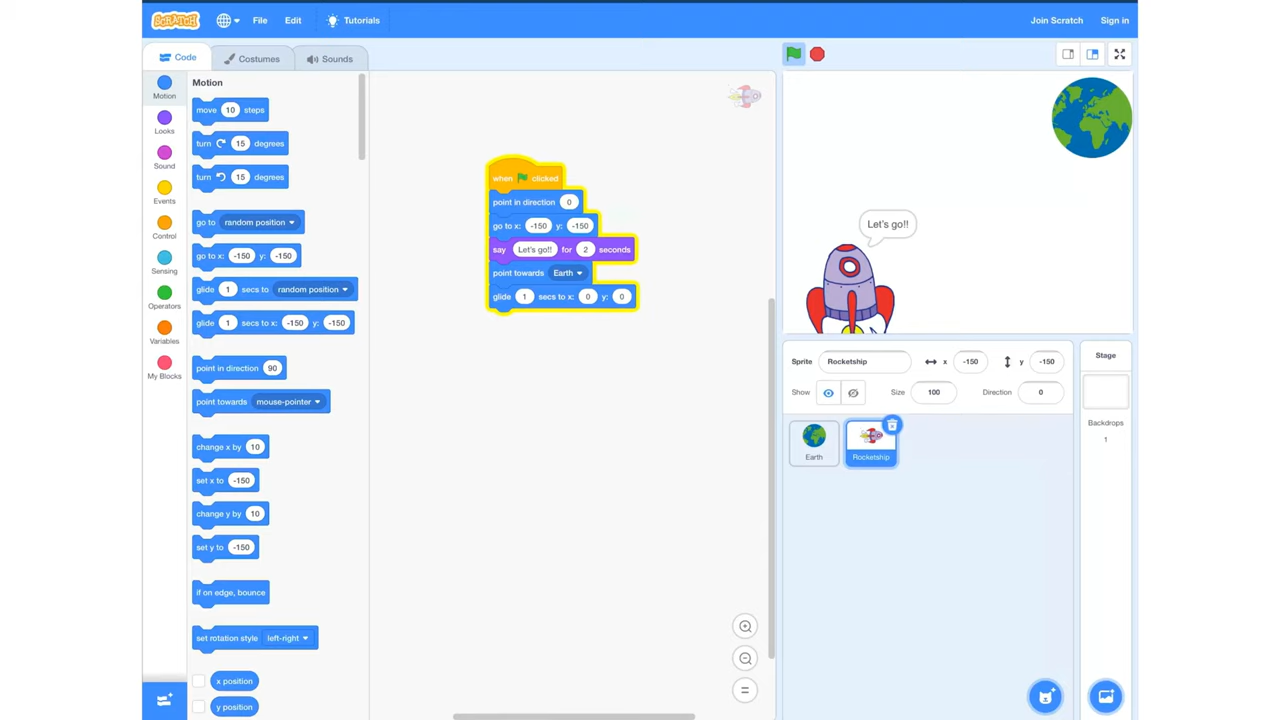 SCRATCH
File
Edit
Tutorials
Join Scratch
Sign in
Code
Costumes
Sounds
Motion
Looks
Sound
Events
Control
Sensing
Operators
Variables
My Blocks
Motion
move 10 steps
turn 15 degrees
turn 15 degrees
go to random position
go to x: -150 y: -150
glide 1 secs to random position
glide 1 secs to x: -150 y: -150
point in direction 90
point towards mouse-pointer
change x by 10
set x to -150
change y by 10
set y to -150
if on edge, bounce
set rotation style left-right
x position
y position
when clicked
point in direction 0
go to x: -150 y: -150
say Let's go!! for 2 seconds
point towards Earth
glide 1 secs to x: 0 y: 0
Let's go!!
Sprite Rocketship x -150 y -150
Show Size 100 Direction 0
Earth
Rocketship
Stage
Backdrops
1